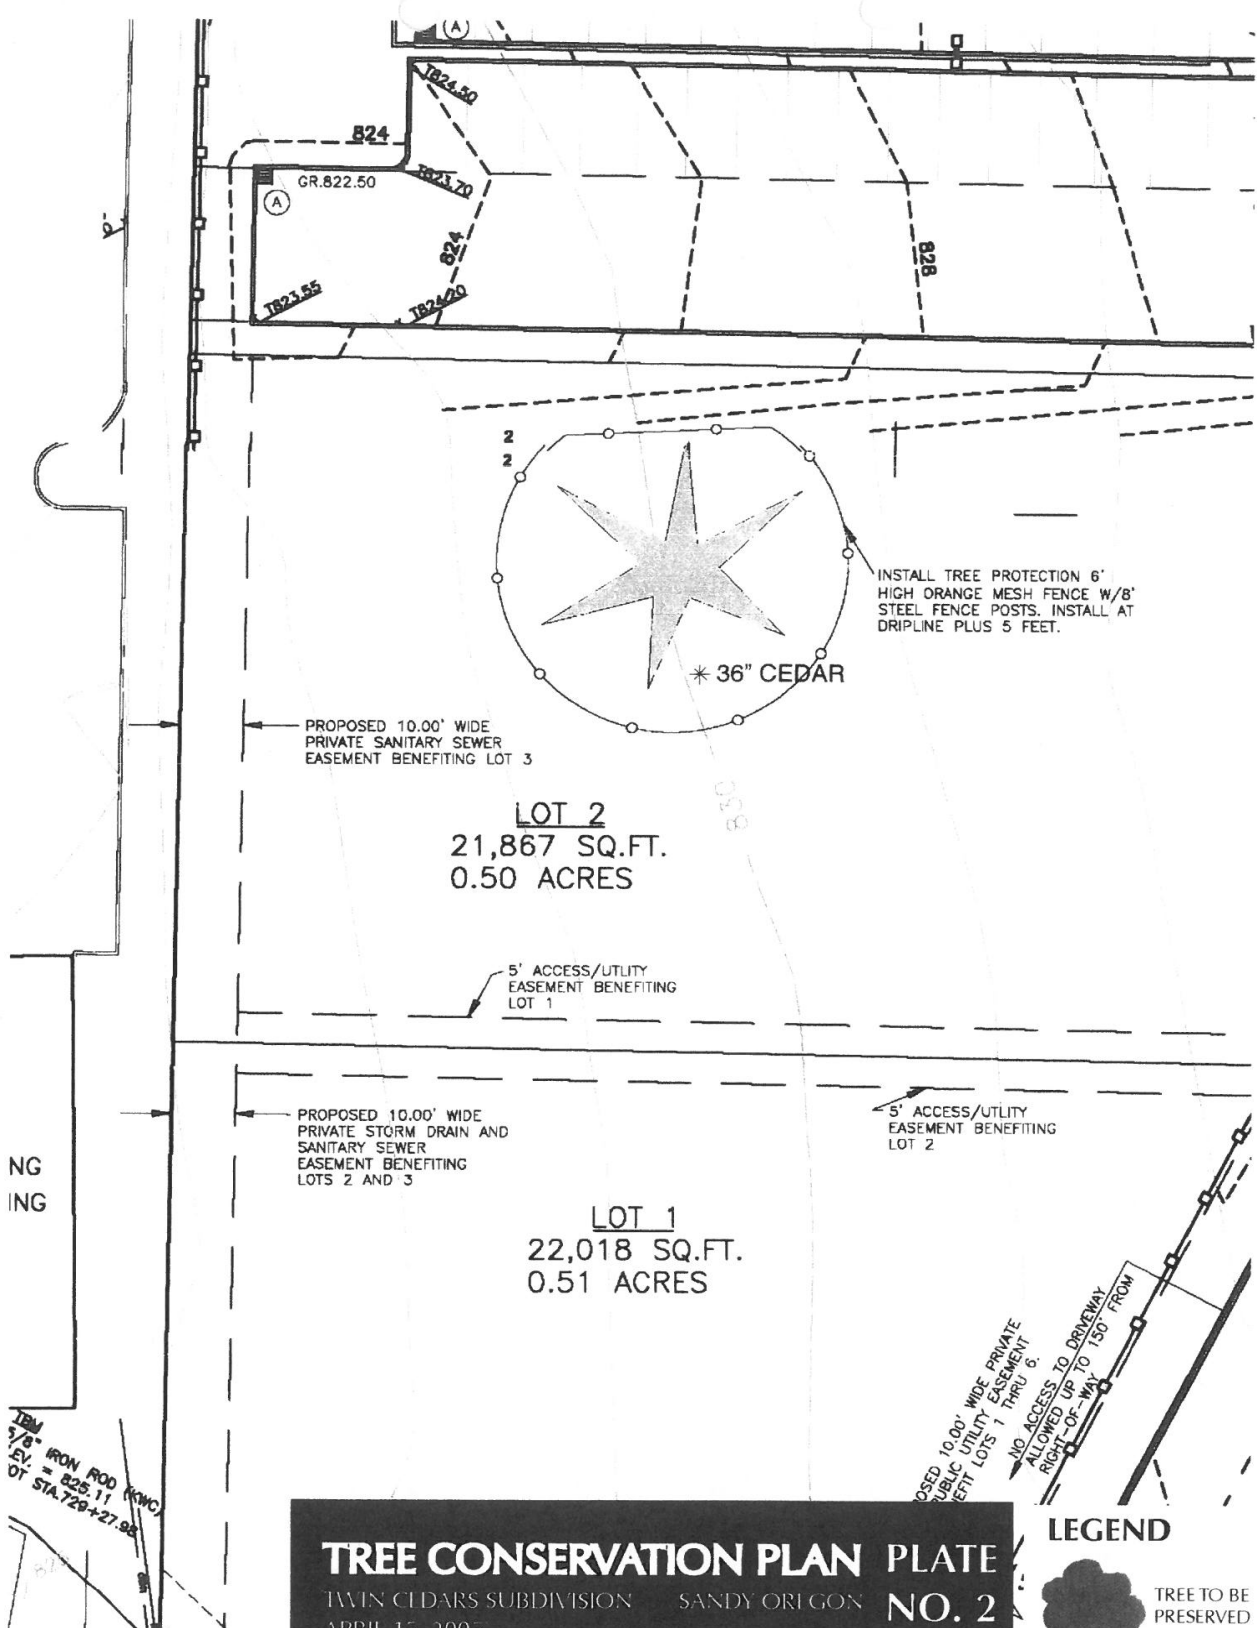 A
T824.50
824
T823.70
GR.822.50
A
824
828
T823.55
T824.20
2
2
INSTALL TREE PROTECTION 6'
HIGH ORANGE MESH FENCE W/8'
STEEL FENCE POSTS. INSTALL AT
DRIPLINE PLUS 5 FEET.
36" CEDAR
PROPOSED 10.00' WIDE
PRIVATE SANITARY SEWER
EASEMENT BENEFITING LOT 3
830
LOT 2
21,867 SQ.FT.
0.50 ACRES
5' ACCESS/UTLITY
EASEMENT BENEFITING
LOT 1
5' ACCESS/UTLITY
EASEMENT BENEFITING
LOT 2
PROPOSED 10.00' WIDE
PRIVATE STORM DRAIN AND
SANITARY SEWER
EASEMENT BENEFITING
LOTS 2 AND 3
NG
ING
LOT 1
22,018 SQ.FT.
0.51 ACRES
OSED 10.00' WIDE PRIVATE
PUBLIC UTILITY EASEMENT
EFIT LOTS 1 THRU 6.
NO ACCESS TO DRIVEWAY
ALLOWED UP TO 150' FROM
RIGHT-OF-WAY
TBM
5/8" IRON ROD (KWC)
EV. = 825.11
OT STA.729+27.98
TREE CONSERVATION PLAN PLATE
TWIN CEDARS SUBDIVISION SANDY OREGON NO. 2
LEGEND
TREE TO BE
PRESERVED